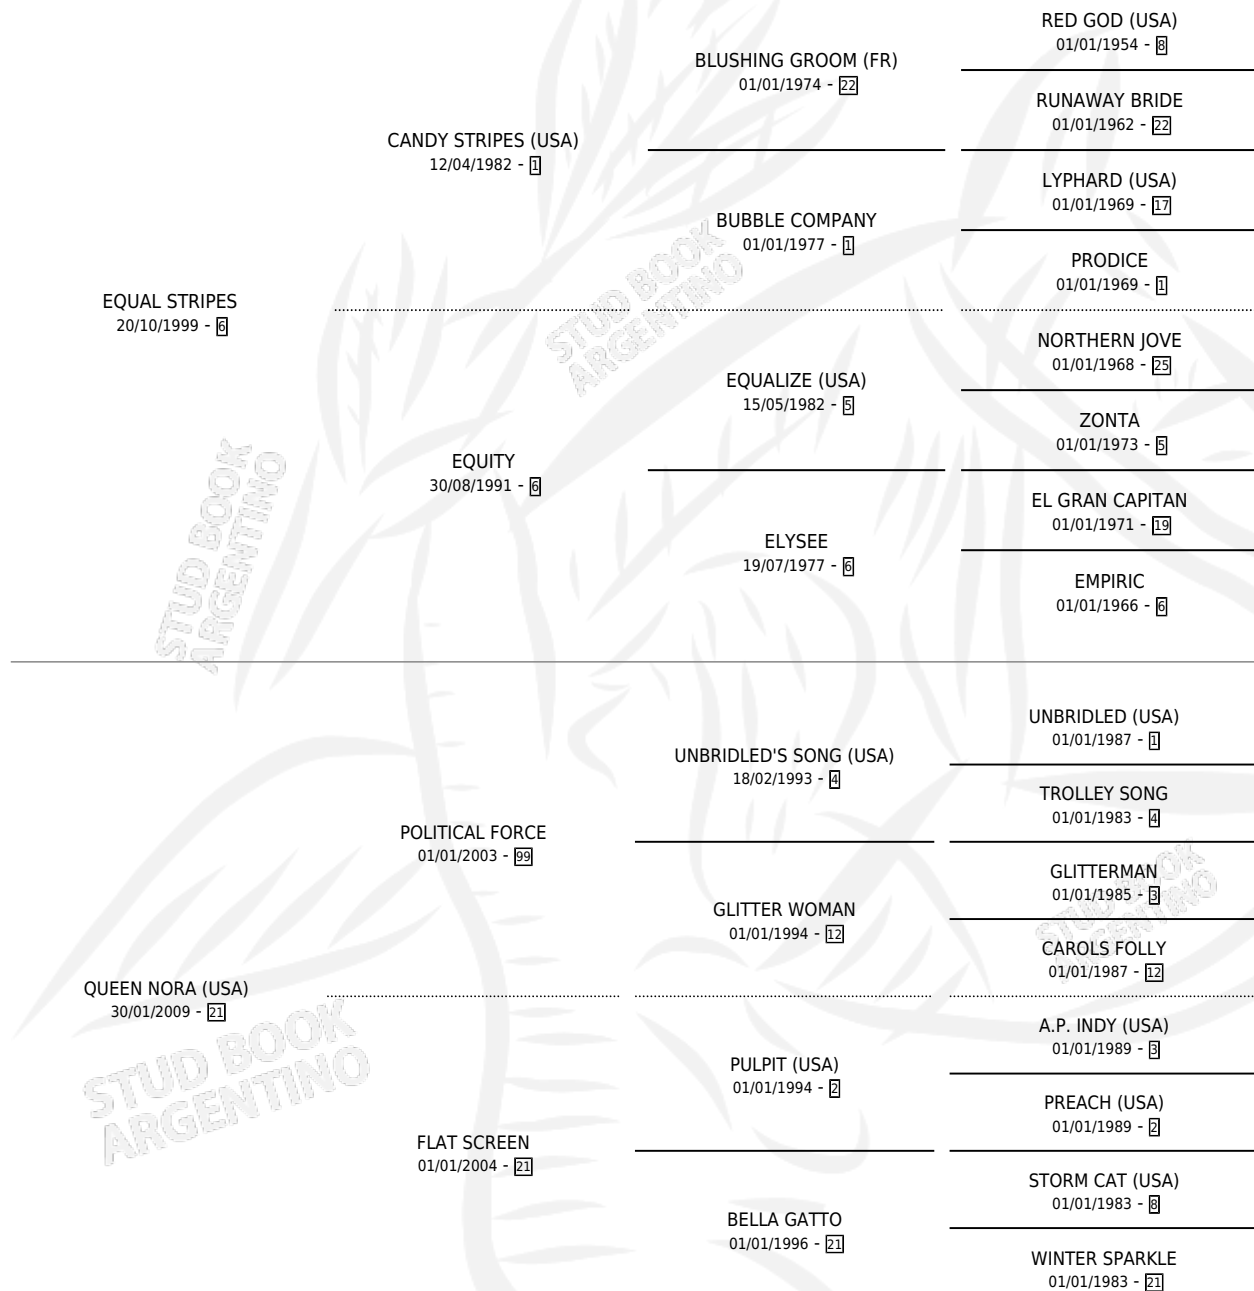 RED GOD (USA)
01/01/1954 - 8
BLUSHING GROOM (FR)
01/01/1974 - 22
RUNAWAY BRIDE
01/01/1962 - 22
CANDY STRIPES (USA)
12/04/1982 - 1
LYPHARD (USA)
01/01/1969 - 17
BUBBLE COMPANY
01/01/1977 - 1
PRODICE
01/01/1969 - 1
EQUAL STRIPES
20/10/1999 - 6
NORTHERN JOVE
01/01/1968 - 25
EQUALIZE (USA)
15/05/1982 - 5
ZONTA
01/01/1973 - 5
EQUITY
30/08/1991 - 6
EL GRAN CAPITAN
01/01/1971 - 19
ELYSEE
19/07/1977 - 6
EMPIRIC
01/01/1966 - 6
STUD BOOK
ARGENTINO
STUD BOOK
ARGENTINO
UNBRIDLED (USA)
01/01/1987 - 1
UNBRIDLED'S SONG (USA)
18/02/1993 - 4
TROLLEY SONG
01/01/1983 - 4
POLITICAL FORCE
01/01/2003 - 99
GLITTERMAN
01/01/1985 - 3
GLITTER WOMAN
01/01/1994 - 12
CAROLS FOLLY
01/01/1987 - 12
QUEEN NORA (USA)
30/01/2009 - 21
A.P. INDY (USA)
01/01/1989 - 3
PULPIT (USA)
01/01/1994 - 2
PREACH (USA)
01/01/1989 - 2
FLAT SCREEN
01/01/2004 - 21
STORM CAT (USA)
01/01/1983 - 8
BELLA GATTO
01/01/1996 - 21
WINTER SPARKLE
01/01/1983 - 21
STUD BOOK
ARGENTINO
STUD BOOK
ARGENTINO